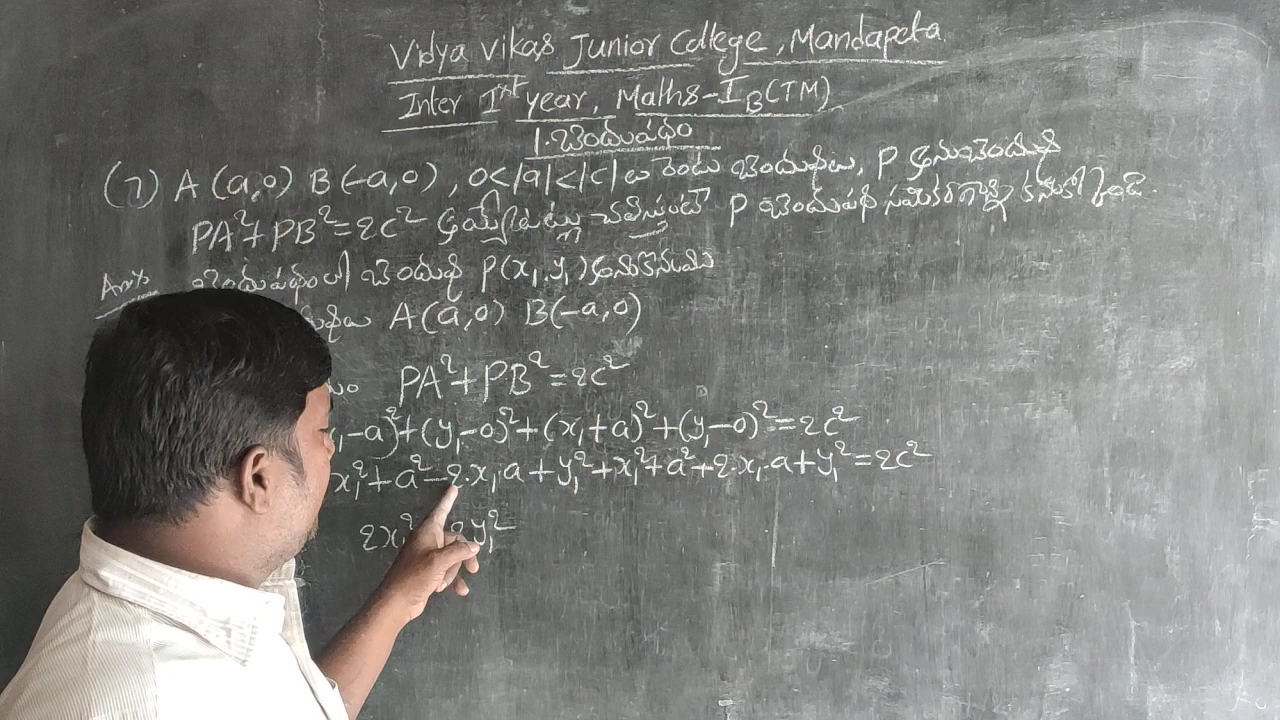 Vidya Vikas Junior College, Mandapeta.
Inter Ist year, Maths-IB(TM)
1. బిందుపథం
(7) A(a,0) B(-a,0), 0<|a|<|c| లు రెండు బిందువులు, P అనుబిందువు
PA²+PB²=2c² అయ్యేటట్లు చలిస్తుంటే P బిందుపథ సమీకరణాన్ని కనుకోండి.
Ans:- బిందుపథంలో బిందువు P(x₁,y₁) అనుకొనుము
A(a,0) B(-a,0)
PA²+PB²=2c²
₁-a)²+(y₁-0)²+(x₁+a)²+(y₁-0)²=2c²
x₁²+a²-2·x₁·a+y₁²+x₁²+a²+2·x₁·a+y₁²=2c²
2x₁² 2y₁²